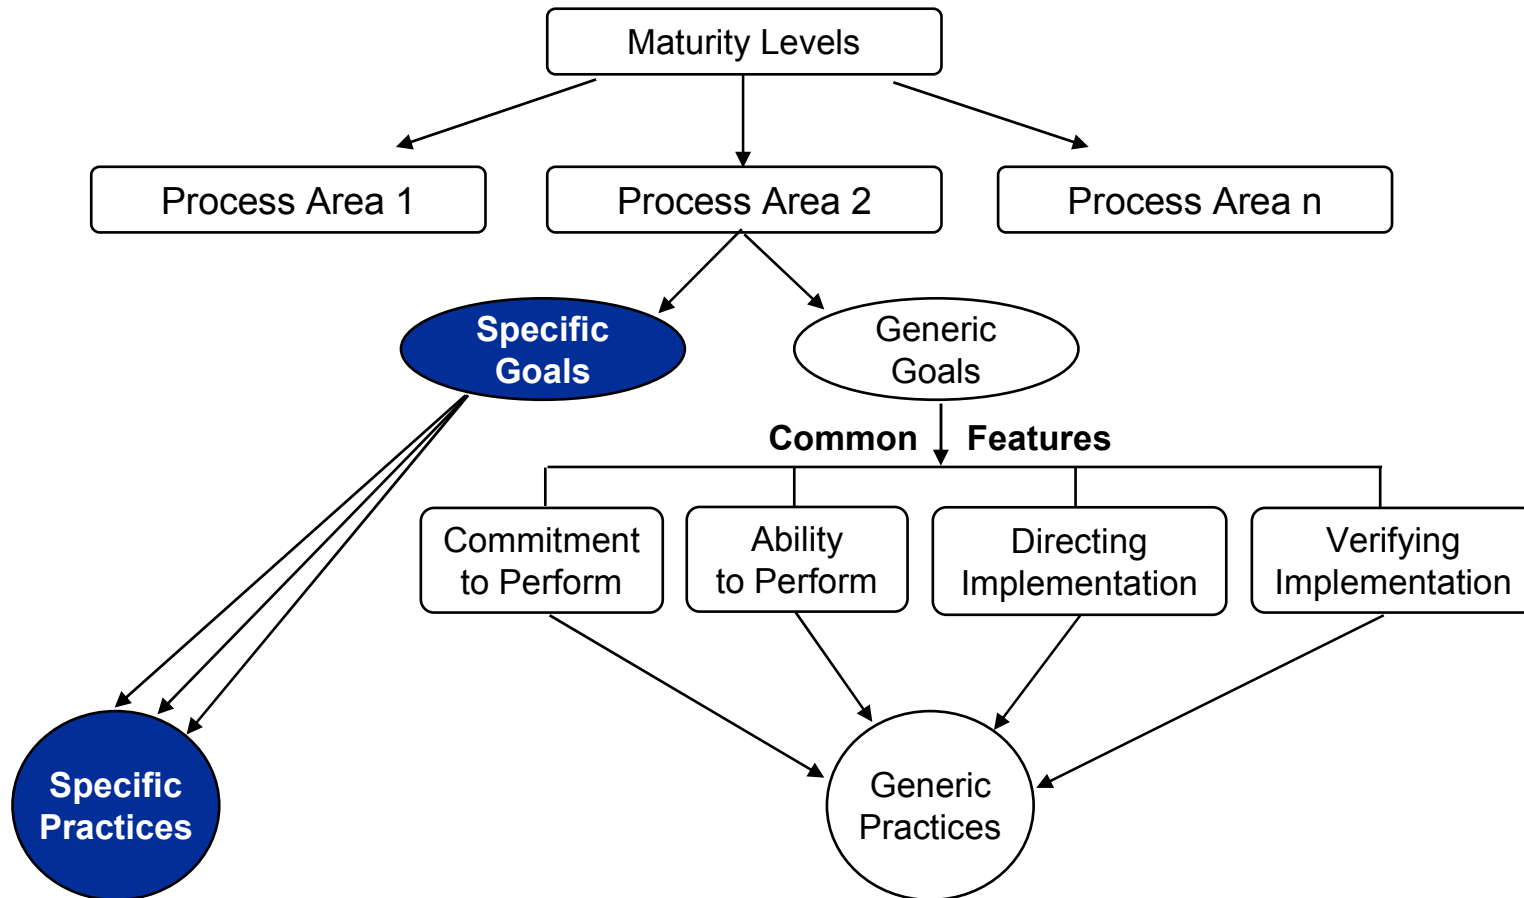 Maturity Levels
Process Area 1
Process Area 2
Process Area n
Specific
Goals
Generic
Goals
Common Features
Commitment
to Perform
Ability
to Perform
Directing
Implementation
Verifying
Implementation
Specific
Practices
Generic
Practices